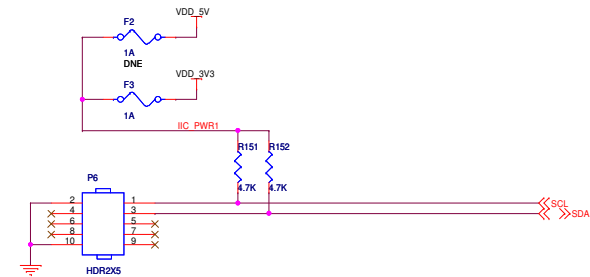 VDD_5V
F2
1A
DNE
VDD_3V3
F3
1A
IIC_PWR1
R151 R152
4.7K 4.7K
P6
2 1
4 3
6 5
8 7
10 9
SCL
SDA
HDR2X5